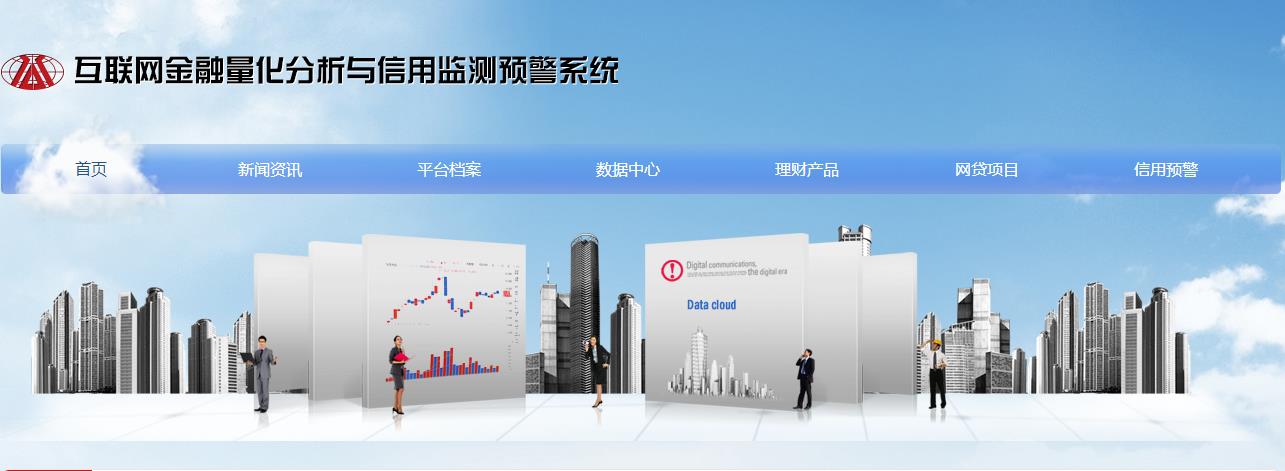 互联网金融量化分析与信用监测预警系统
首页 新闻资讯 平台档案 数据中心 理财产品 网贷项目 信用预警
Digital communications,
the digital era
Data cloud